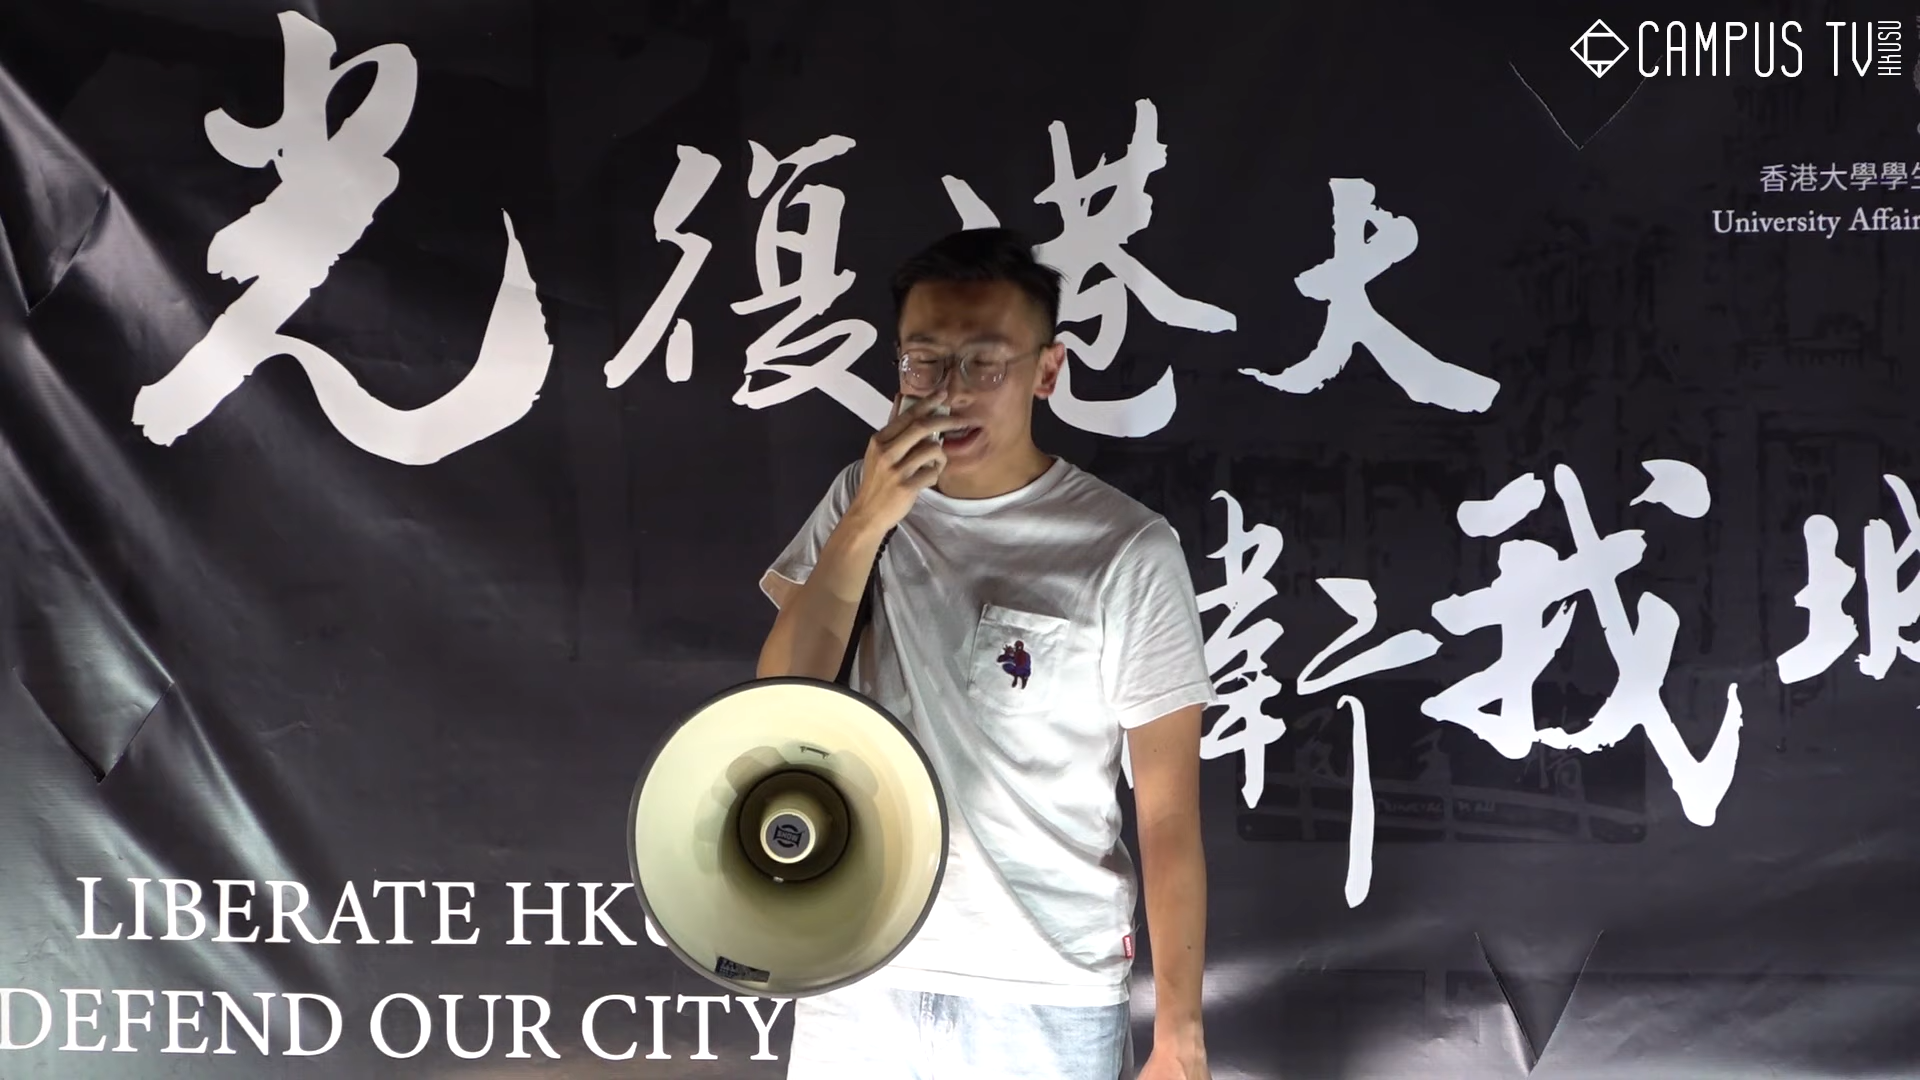 CAMPUS TV HKUSU
光復港大
香港大學學生
University Affair
衛我城
LIBERATE HKU
DEFEND OUR CITY